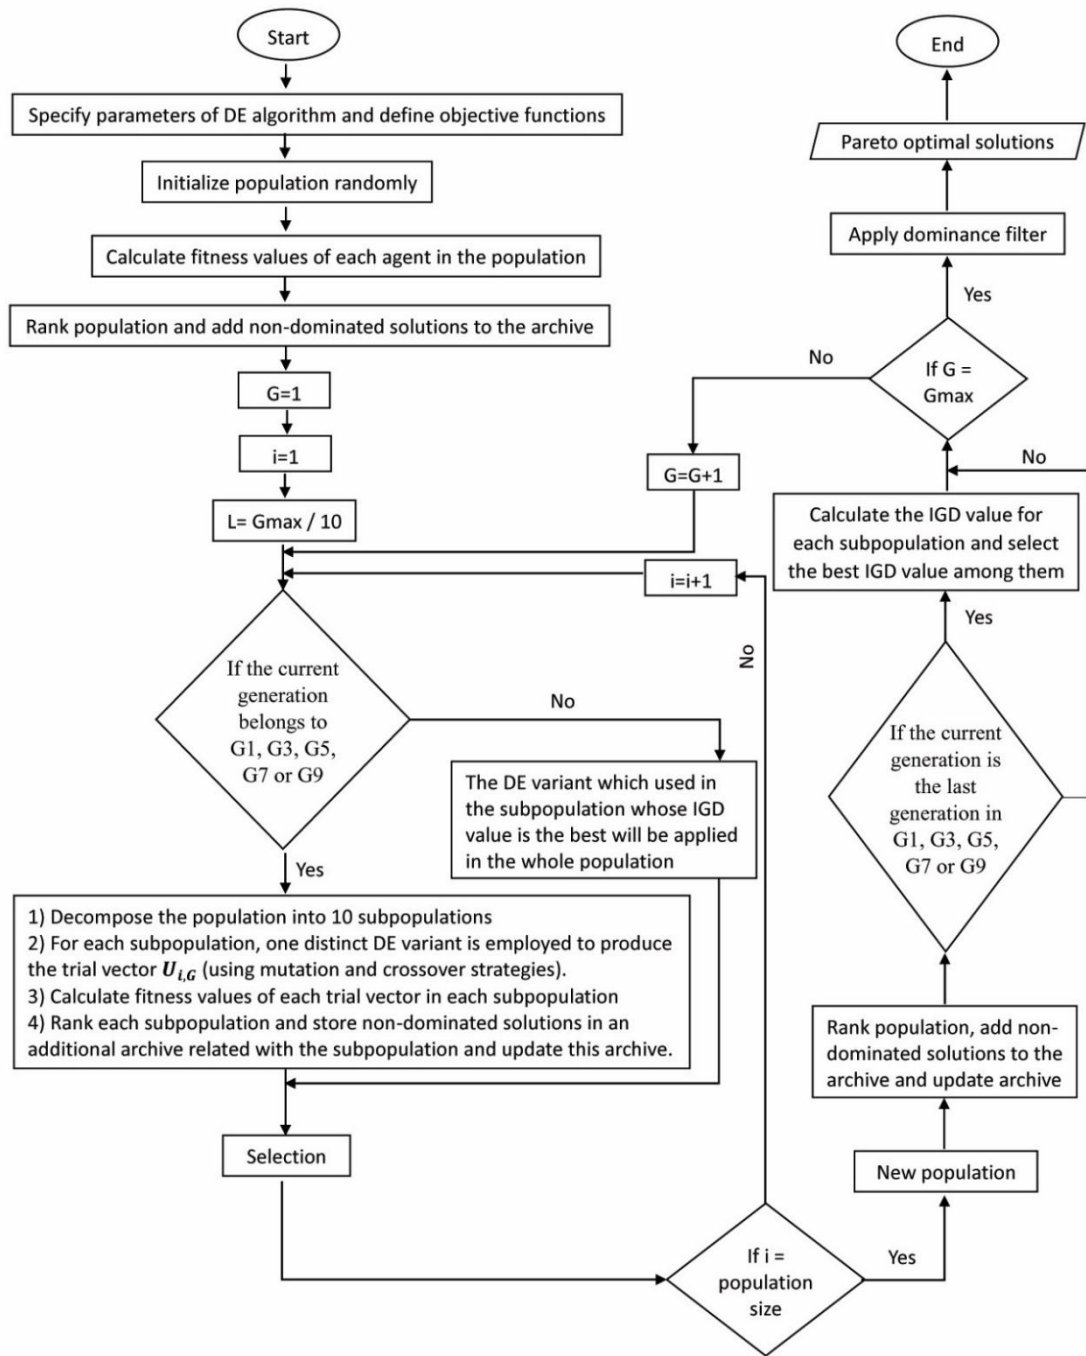 Start
Specify parameters of DE algorithm and define objective functions
Initialize population randomly
Calculate fitness values of each agent in the population
Rank population and add non-dominated solutions to the archive
G=1
i=1
L= Gmax / 10
If the current
generation
belongs to
G1, G3, G5,
G7 or G9
No
The DE variant which used in
the subpopulation whose IGD
value is the best will be applied
in the whole population
Yes
1) Decompose the population into 10 subpopulations
2) For each subpopulation, one distinct DE variant is employed to produce
the trial vector U_{i,G} (using mutation and crossover strategies).
3) Calculate fitness values of each trial vector in each subpopulation
4) Rank each subpopulation and store non-dominated solutions in an
additional archive related with the subpopulation and update this archive.
Selection
If i =
population
size
No
i=i+1
Yes
New population
Rank population, add non-
dominated solutions to the
archive and update archive
If the current
generation is
the last
generation in
G1, G3, G5,
G7 or G9
No
Yes
Calculate the IGD value for
each subpopulation and select
the best IGD value among them
If G =
Gmax
No
G=G+1
Yes
Apply dominance filter
Pareto optimal solutions
End